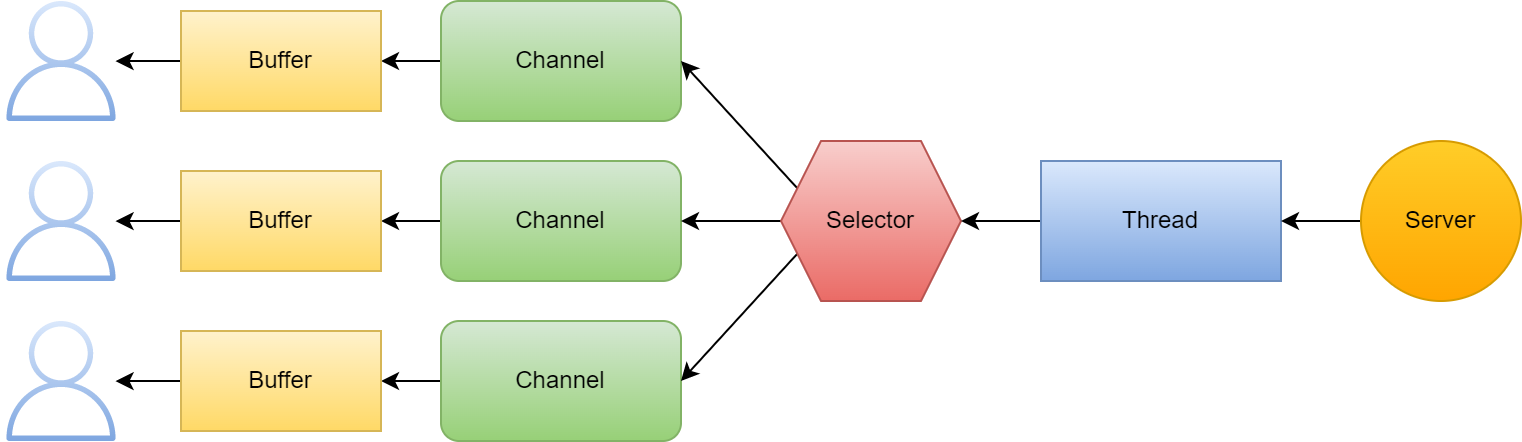 Buffer
Channel
Buffer
Channel
Selector
Thread
Server
Buffer
Channel